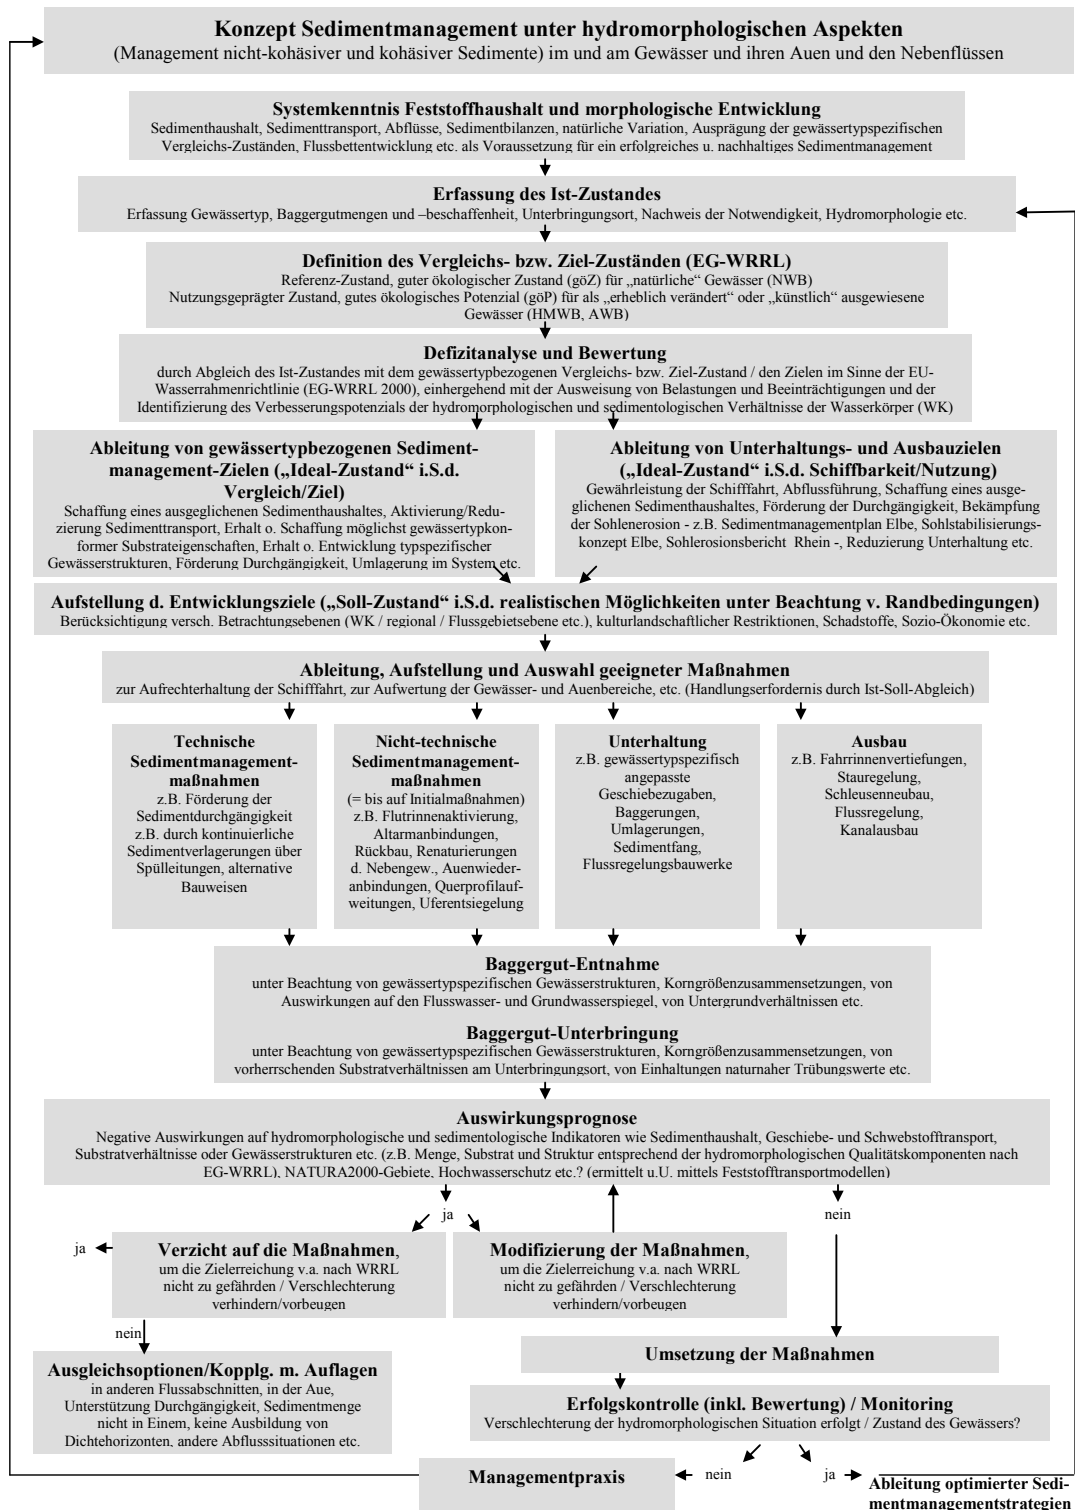 Konzept Sedimentmanagement unter hydromorphologischen Aspekten
(Management nicht-kohäsiver und kohäsiver Sedimente) im und am Gewässer und ihren Auen und den Nebenflüssen
Systemkenntnis Feststoffhaushalt und morphologische Entwicklung
Sedimenthaushalt, Sedimenttransport, Abflüsse, Sedimentbilanzen, natürliche Variation, Ausprägung der gewässertypspezifischen
Vergleichs-Zuständen, Flussbettentwicklung etc. als Voraussetzung für ein erfolgreiches u. nachhaltiges Sedimentmanagement
Erfassung des Ist-Zustandes
Erfassung Gewässertyp, Baggergutmengen und –beschaffenheit, Unterbringungsort, Nachweis der Notwendigkeit, Hydromorphologie etc.
Definition des Vergleichs- bzw. Ziel-Zuständen (EG-WRRL)
Referenz-Zustand, guter ökologischer Zustand (göZ) für „natürliche“ Gewässer (NWB)
Nutzungsgeprägter Zustand, gutes ökologisches Potenzial (göP) für als „erheblich verändert“ oder „künstlich“ ausgewiesene
Gewässer (HMWB, AWB)
Defizitanalyse und Bewertung
durch Abgleich des Ist-Zustandes mit dem gewässertypbezogenen Vergleichs- bzw. Ziel-Zustand / den Zielen im Sinne der EU-
Wasserrahmenrichtlinie (EG-WRRL 2000), einhergehend mit der Ausweisung von Belastungen und Beeinträchtigungen und der
Identifizierung des Verbesserungspotenzials der hydromorphologischen und sedimentologischen Verhältnisse der Wasserkörper (WK)
Ableitung von gewässertypbezogenen Sediment-
management-Zielen („Ideal-Zustand“ i.S.d.
Vergleich/Ziel)
Schaffung eines ausgeglichenen Sedimenthaushaltes, Aktivierung/Redu-
zierung Sedimenttransport, Erhalt o. Schaffung möglichst gewässertypkon-
former Substrateigenschaften, Erhalt o. Entwicklung typspezifischer
Gewässerstrukturen, Förderung Durchgängigkeit, Umlagerung im System etc.
Ableitung von Unterhaltungs- und Ausbauzielen
(„Ideal-Zustand“ i.S.d. Schiffbarkeit/Nutzung)
Gewährleistung der Schifffahrt, Abflussführung, Schaffung eines ausge-
glichenen Sedimenthaushaltes, Förderung der Durchgängigkeit, Bekämpfung
der Sohlenerosion - z.B. Sedimentmanagementplan Elbe, Sohlstabilisierungs-
konzept Elbe, Sohlerosionsbericht Rhein -, Reduzierung Unterhaltung etc.
Aufstellung d. Entwicklungsziele („Soll-Zustand“ i.S.d. realistischen Möglichkeiten unter Beachtung v. Randbedingungen)
Berücksichtigung versch. Betrachtungsebenen (WK / regional / Flussgebietsebene etc.), kulturlandschaftlicher Restriktionen, Schadstoffe, Sozio-Ökonomie etc.
Ableitung, Aufstellung und Auswahl geeigneter Maßnahmen
zur Aufrechterhaltung der Schifffahrt, zur Aufwertung der Gewässer- und Auenbereiche, etc. (Handlungserfordernis durch Ist-Soll-Abgleich)
Technische
Sedimentmanagement-
maßnahmen
z.B. Förderung der
Sedimentdurchgängigkeit
z.B. durch kontinuierliche
Sedimentverlagerungen über
Spülleitungen, alternative
Bauweisen
Nicht-technische
Sedimentmanagement-
maßnahmen
(= bis auf Initialmaßnahmen)
z.B. Flutrinnenaktivierung,
Altarmanbindungen,
Rückbau, Renaturierungen
d. Nebengew., Auenwieder-
anbindungen, Querprofilauf-
weitungen, Uferentsiegelung
Unterhaltung
z.B. gewässertypspezifisch
angepasste
Geschiebezugaben,
Baggerungen,
Umlagerungen,
Sedimentfang,
Flussregelungsbauwerke
Ausbau
z.B. Fahrrinnenvertiefungen,
Stauregelung,
Schleusenneubau,
Flussregelung,
Kanalausbau
Baggergut-Entnahme
unter Beachtung von gewässertypspezifischen Gewässerstrukturen, Korngrößenzusammensetzungen, von
Auswirkungen auf den Flusswasser- und Grundwasserspiegel, von Untergrundverhältnissen etc.
Baggergut-Unterbringung
unter Beachtung von gewässertypspezifischen Gewässerstrukturen, Korngrößenzusammensetzungen, von
vorherrschenden Substratverhältnissen am Unterbringungsort, von Einhaltungen naturnaher Trübungswerte etc.
Auswirkungsprognose
Negative Auswirkungen auf hydromorphologische und sedimentologische Indikatoren wie Sedimenthaushalt, Geschiebe- und Schwebstofftransport,
Substratverhältnisse oder Gewässerstrukturen etc. (z.B. Menge, Substrat und Struktur entsprechend der hydromorphologischen Qualitätskomponenten nach
EG-WRRL), NATURA2000-Gebiete, Hochwasserschutz etc.? (ermittelt u.U. mittels Feststofftransportmodellen)
ja
nein
ja
Verzicht auf die Maßnahmen,
um die Zielerreichung v.a. nach WRRL
nicht zu gefährden / Verschlechterung
verhindern/vorbeugen
Modifizierung der Maßnahmen,
um die Zielerreichung v.a. nach WRRL
nicht zu gefährden / Verschlechterung
verhindern/vorbeugen
nein
Ausgleichsoptionen/Kopplg. m. Auflagen
in anderen Flussabschnitten, in der Aue,
Unterstützung Durchgängigkeit, Sedimentmenge
nicht in Einem, keine Ausbildung von
Dichtehorizonten, andere Abflusssituationen etc.
Umsetzung der Maßnahmen
Erfolgskontrolle (inkl. Bewertung) / Monitoring
Verschlechterung der hydromorphologischen Situation erfolgt / Zustand des Gewässers?
Managementpraxis
nein
ja
Ableitung optimierter Sedi-
mentmanagementstrategien